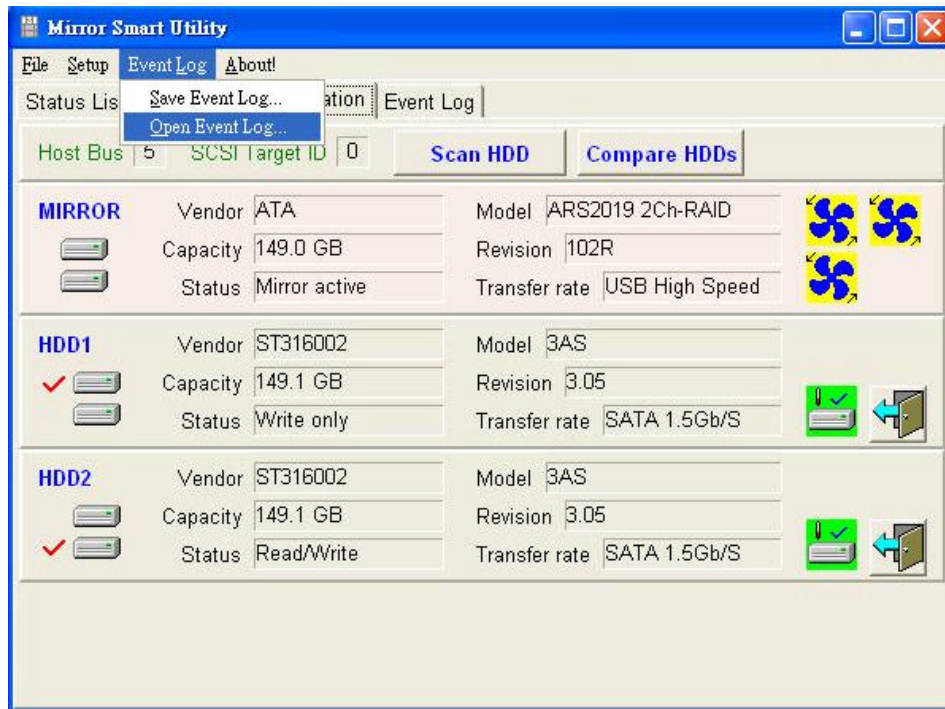 Mirror Smart Utility
File Setup Event Log About!
Save Event Log...
Open Event Log...
Status Lis ation Event Log
Host Bus 5 SCSI Target ID 0 Scan HDD Compare HDDs
MIRROR Vendor ATA Model ARS2019 2Ch-RAID
Capacity 149.0 GB Revision 102R
Status Mirror active Transfer rate USB High Speed
HDD1 Vendor ST316002 Model 3AS
Capacity 149.1 GB Revision 3.05
Status Write only Transfer rate SATA 1.5Gb/S
HDD2 Vendor ST316002 Model 3AS
Capacity 149.1 GB Revision 3.05
Status Read/Write Transfer rate SATA 1.5Gb/S